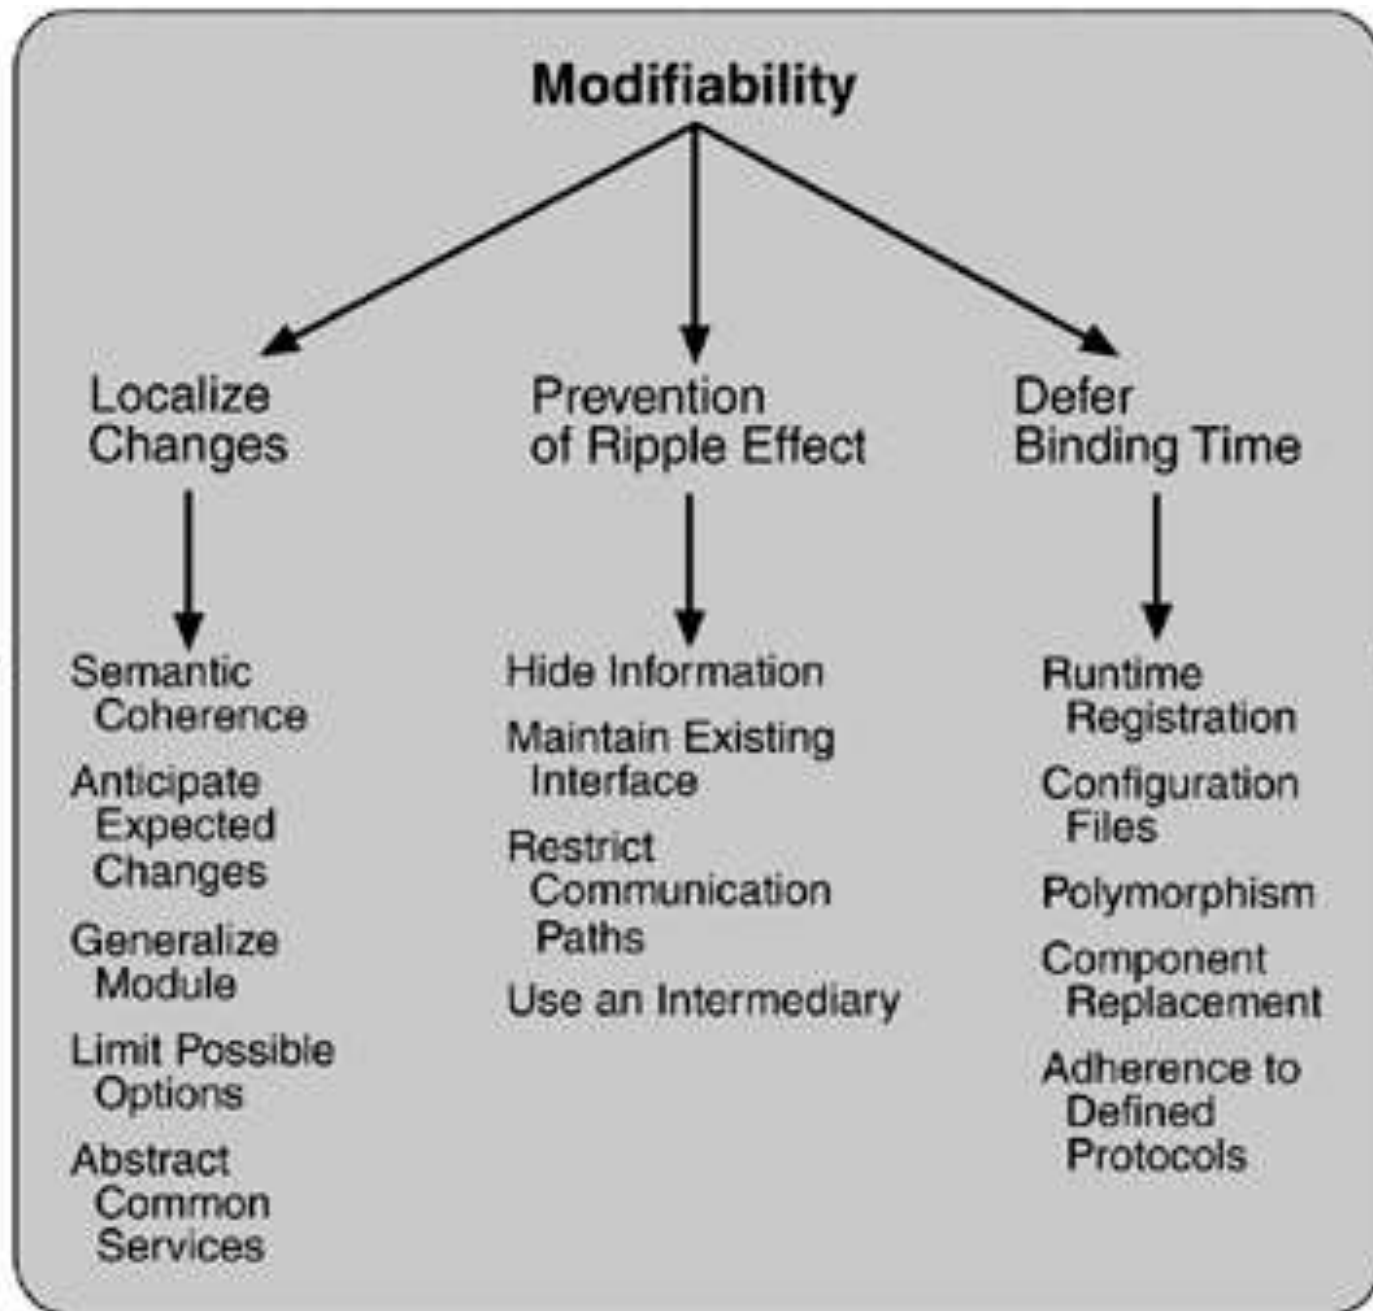 Modifiability
Localize
Changes
Prevention
of Ripple Effect
Defer
Binding Time
Semantic
Coherence
Anticipate
Expected
Changes
Generalize
Module
Limit Possible
Options
Abstract
Common
Services
Hide Information
Maintain Existing
Interface
Restrict
Communication
Paths
Use an Intermediary
Runtime
Registration
Configuration
Files
Polymorphism
Component
Replacement
Adherence to
Defined
Protocols